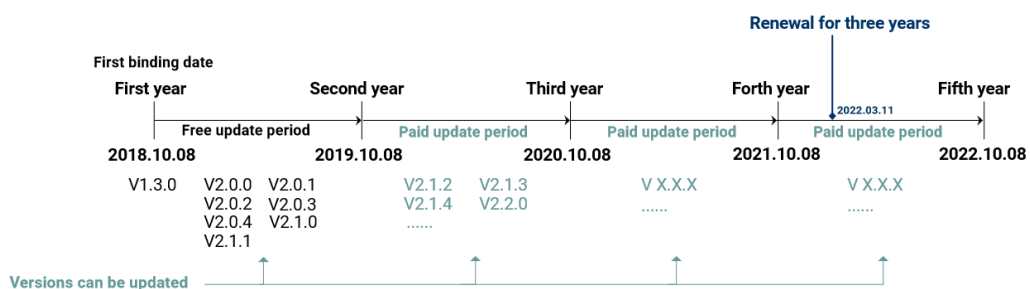 Renewal for three years
First binding date
First year Second year Third year Forth year Fifth year
2022.03.11
Free update period Paid update period Paid update period Paid update period
2018.10.08 2019.10.08 2020.10.08 2021.10.08 2022.10.08
V1.3.0 V2.0.0 V2.0.1 V2.1.2 V2.1.3 V X.X.X V X.X.X
V2.0.2 V2.0.3 V2.1.4 V2.2.0 ...... ......
V2.0.4 V2.1.0 ......
V2.1.1
Versions can be updated